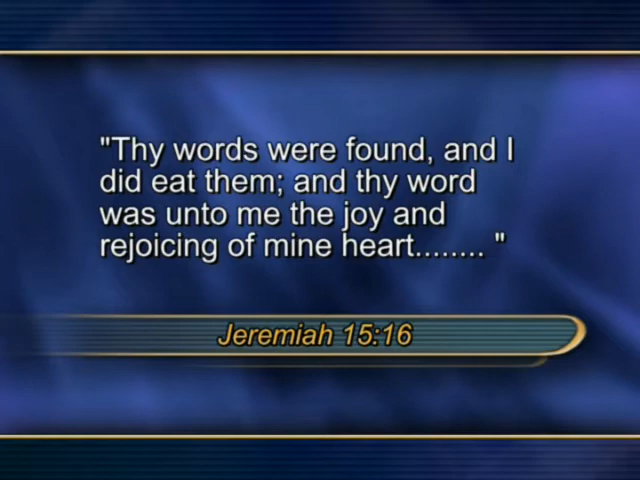 "Thy words were found, and I
did eat them; and thy word
was unto me the joy and
rejoicing of mine heart........ "
Jeremiah 15:16